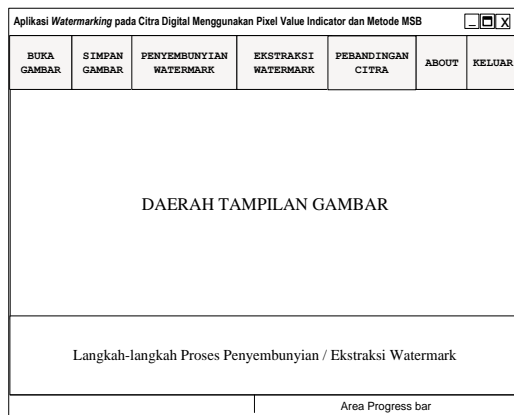 Aplikasi Watermarking pada Citra Digital Menggunakan Pixel Value Indicator dan Metode MSB
X
BUKA
GAMBAR
SIMPAN
GAMBAR
PENYEMBUNYIAN
WATERMARK
EKSTRAKSI
WATERMARK
PEBANDINGAN
CITRA
ABOUT
KELUAR
DAERAH TAMPILAN GAMBAR
Langkah-langkah Proses Penyembunyian / Ekstraksi Watermark
Area Progress bar